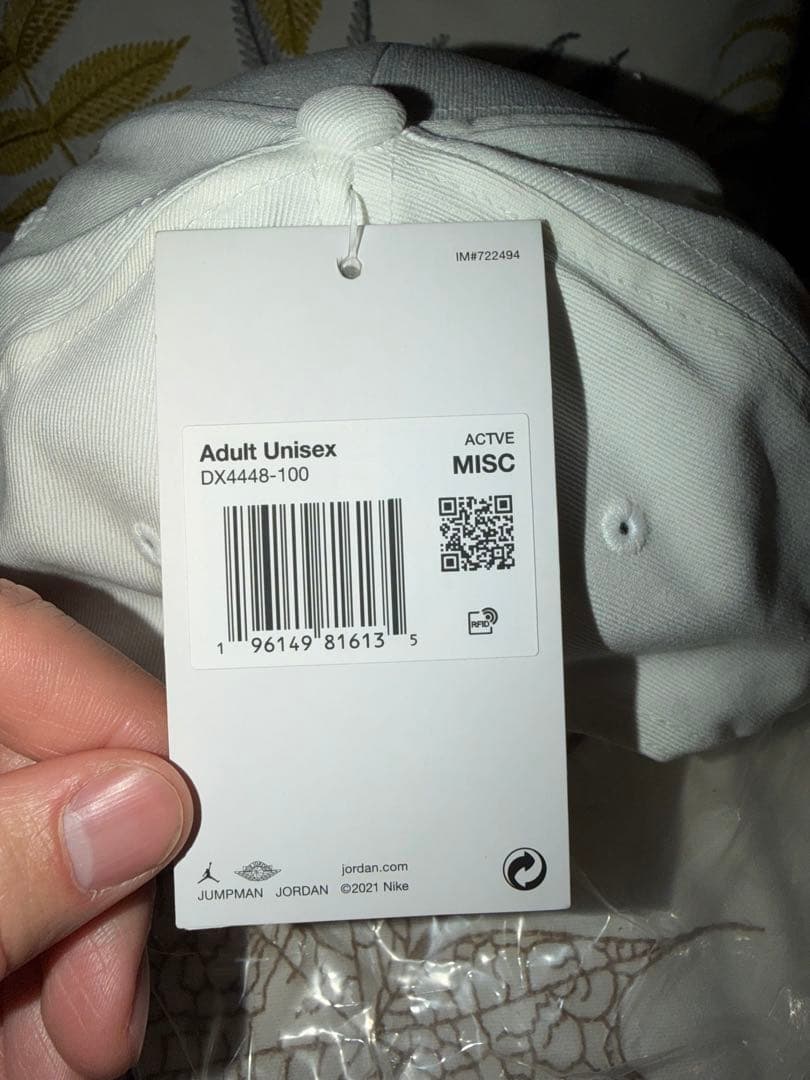 IM#722494
Adult Unisex
DX4448-100
ACTVE
MISC
1 96149 81613 5
RFID
jordan.com
JUMPMAN JORDAN ©2021 Nike